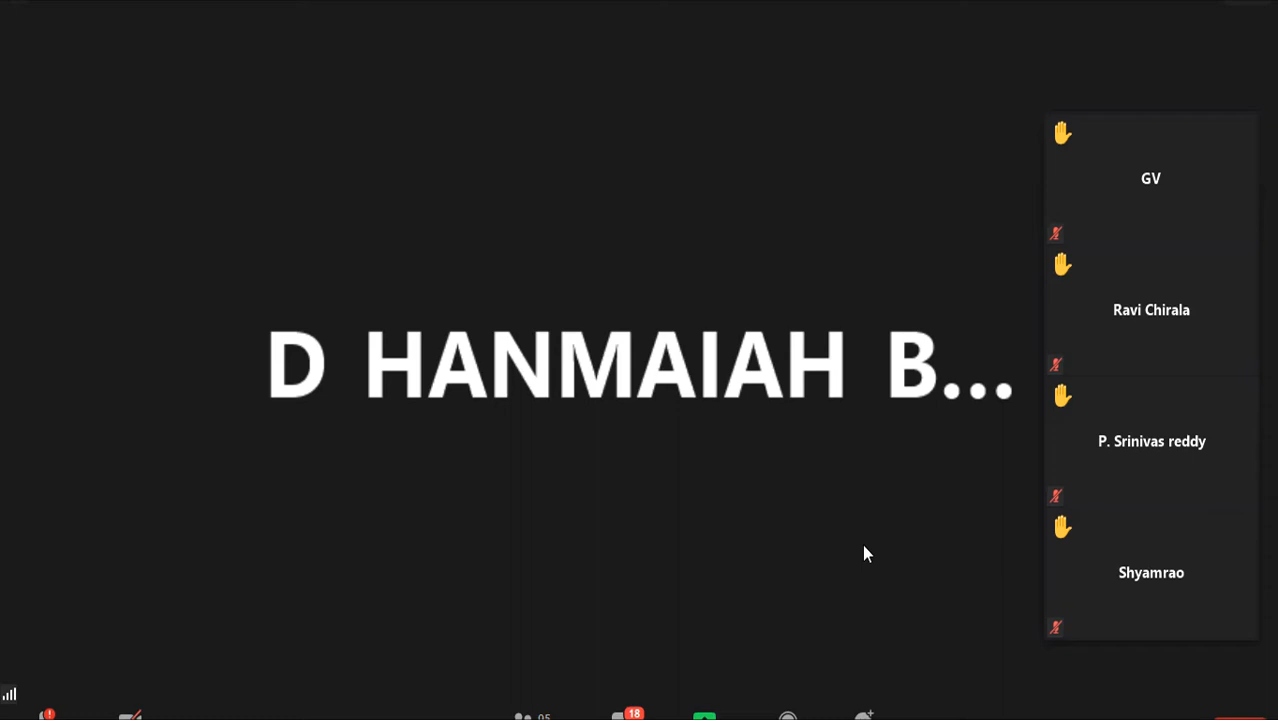 D HANMAIAH B...
GV
Ravi Chirala
P. Srinivas reddy
Shyamrao
18